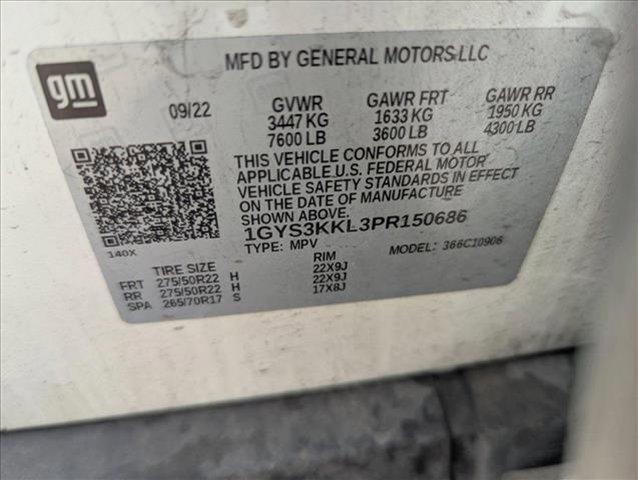 gm
MFD BY GENERAL MOTORS LLC
09/22 GVWR GAWR FRT GAWR RR
3447 KG 1633 KG 1950 KG
7600 LB 3600 LB 4300 LB
THIS VEHICLE CONFORMS TO ALL
APPLICABLE U.S. FEDERAL MOTOR
VEHICLE SAFETY STANDARDS IN EFFECT
ON THE DATE OF MANUFACTURE
SHOWN ABOVE.
1GYS3KKL3PR150686
140X TYPE: MPV MODEL: 366C10906
TIRE SIZE RIM
FRT 275/50R22 H 22X9J
RR 275/50R22 H 22X9J
SPA 265/70R17 S 17X8J